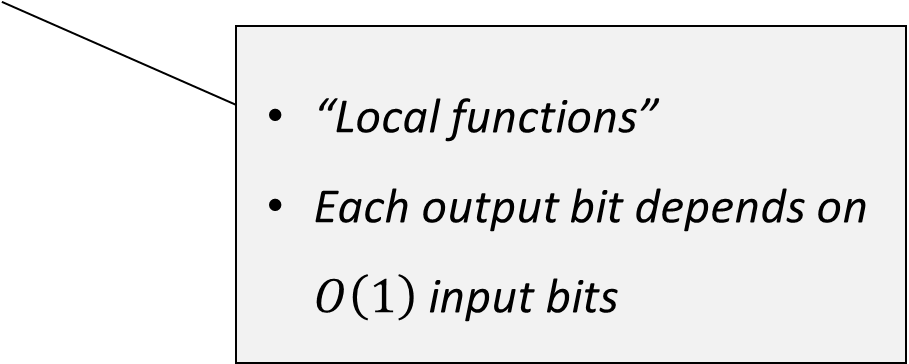 • “Local functions”
• Each output bit depends on
O(1) input bits